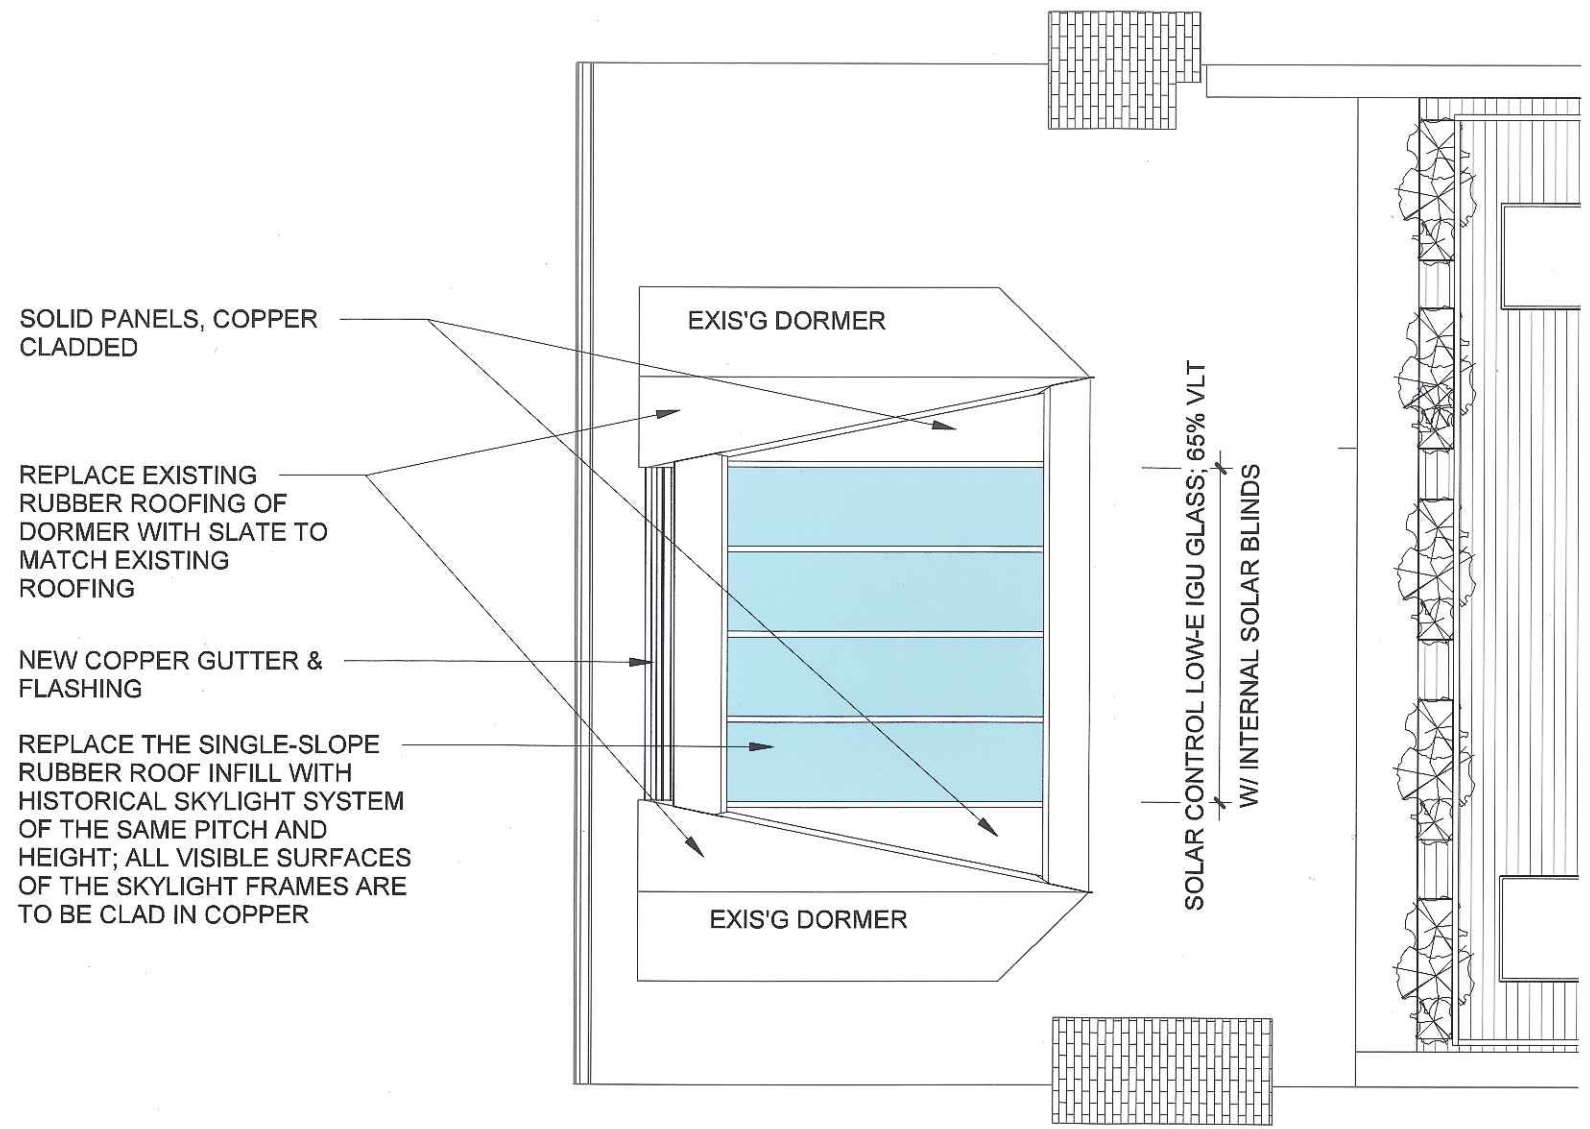 SOLID PANELS, COPPER
CLADDED
REPLACE EXISTING
RUBBER ROOFING OF
DORMER WITH SLATE TO
MATCH EXISTING
ROOFING
NEW COPPER GUTTER &
FLASHING
REPLACE THE SINGLE-SLOPE
RUBBER ROOF INFILL WITH
HISTORICAL SKYLIGHT SYSTEM
OF THE SAME PITCH AND
HEIGHT; ALL VISIBLE SURFACES
OF THE SKYLIGHT FRAMES ARE
TO BE CLAD IN COPPER
EXIS'G DORMER
EXIS'G DORMER
SOLAR CONTROL LOW-E IGU GLASS; 65% VLT
W/ INTERNAL SOLAR BLINDS